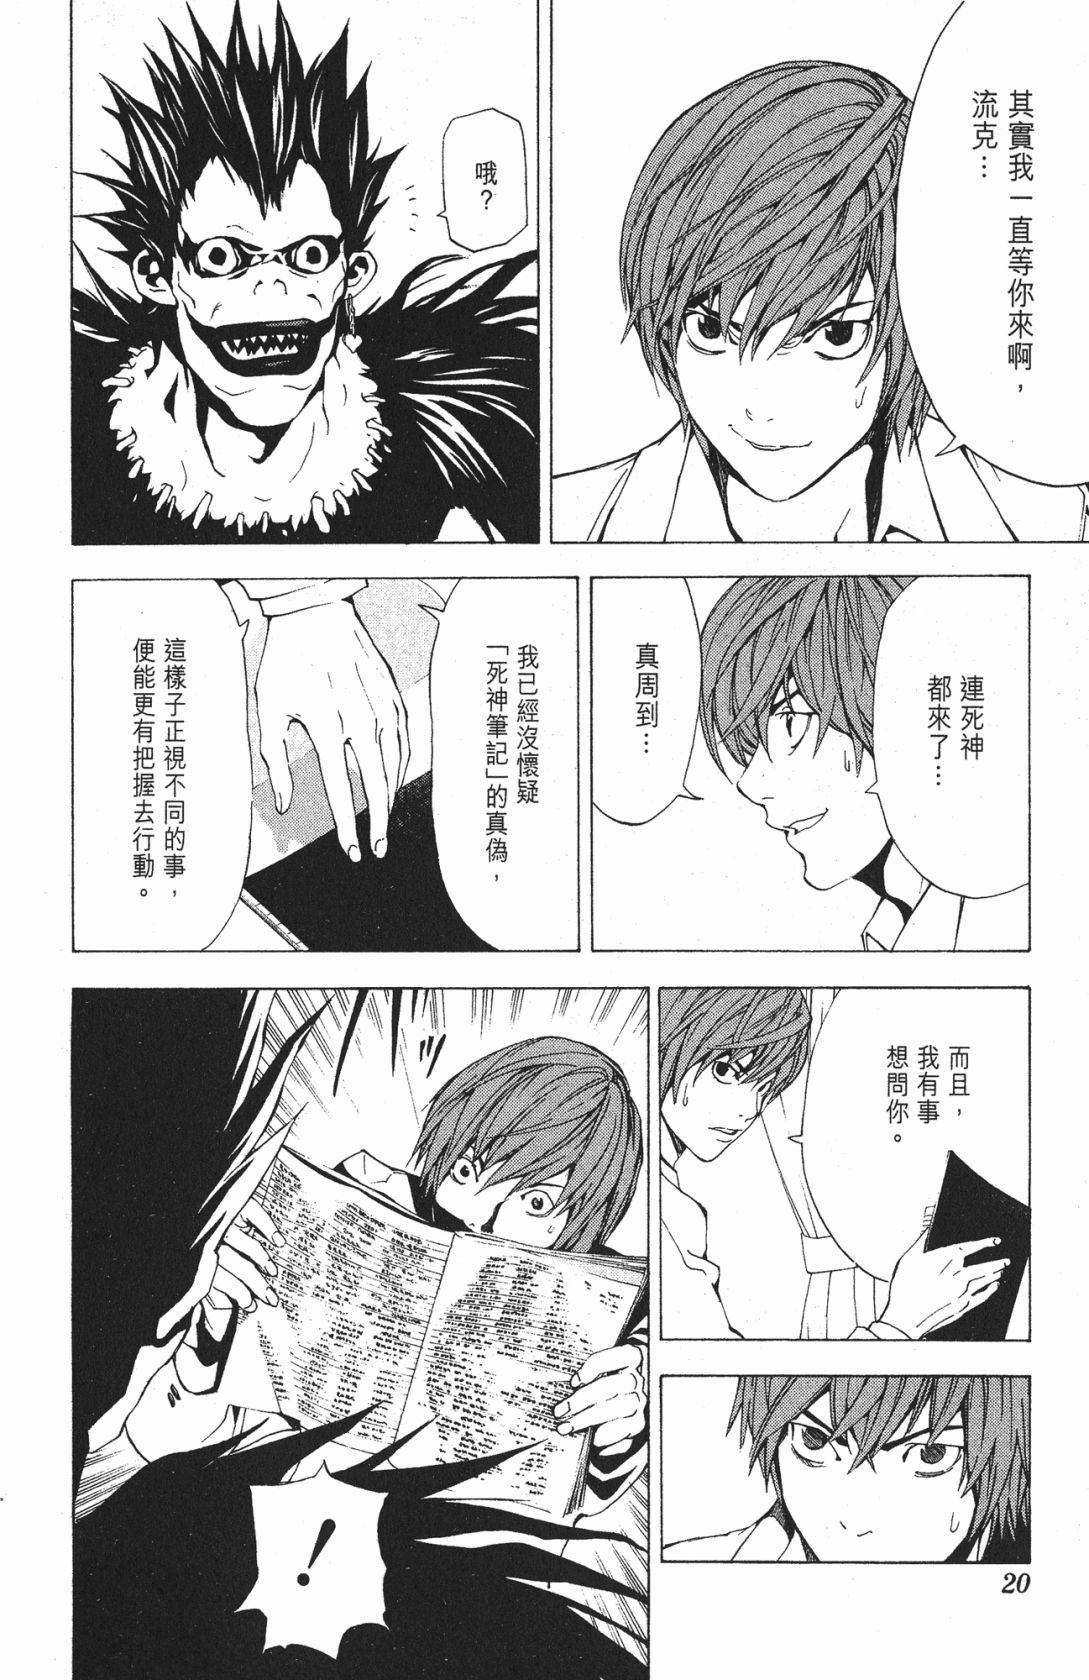 其實我一直等你來啊，
流克…
哦？
連死神
都來了…
真周到…
我已經沒懷疑
「死神筆記」的真偽，
這樣子正視不同的事，
便能更有把握去行動。
而且，
我有事
想問你。
！
20